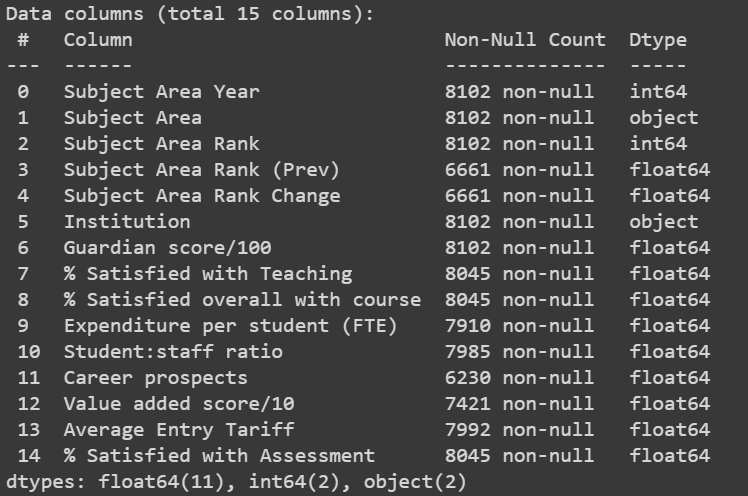 Data columns (total 15 columns):
 #   Column                            Non-Null Count  Dtype
---  ------                            --------------  -----
 0   Subject Area Year                 8102 non-null   int64
 1   Subject Area                      8102 non-null   object
 2   Subject Area Rank                 8102 non-null   int64
 3   Subject Area Rank (Prev)          6661 non-null   float64
 4   Subject Area Rank Change          6661 non-null   float64
 5   Institution                       8102 non-null   object
 6   Guardian score/100                8102 non-null   float64
 7   % Satisfied with Teaching         8045 non-null   float64
 8   % Satisfied overall with course   8045 non-null   float64
 9   Expenditure per student (FTE)     7910 non-null   float64
 10  Student:staff ratio               7985 non-null   float64
 11  Career prospects                  6230 non-null   float64
 12  Value added score/10              7421 non-null   float64
 13  Average Entry Tariff              7992 non-null   float64
 14  % Satisfied with Assessment       8045 non-null   float64
dtypes: float64(11), int64(2), object(2)